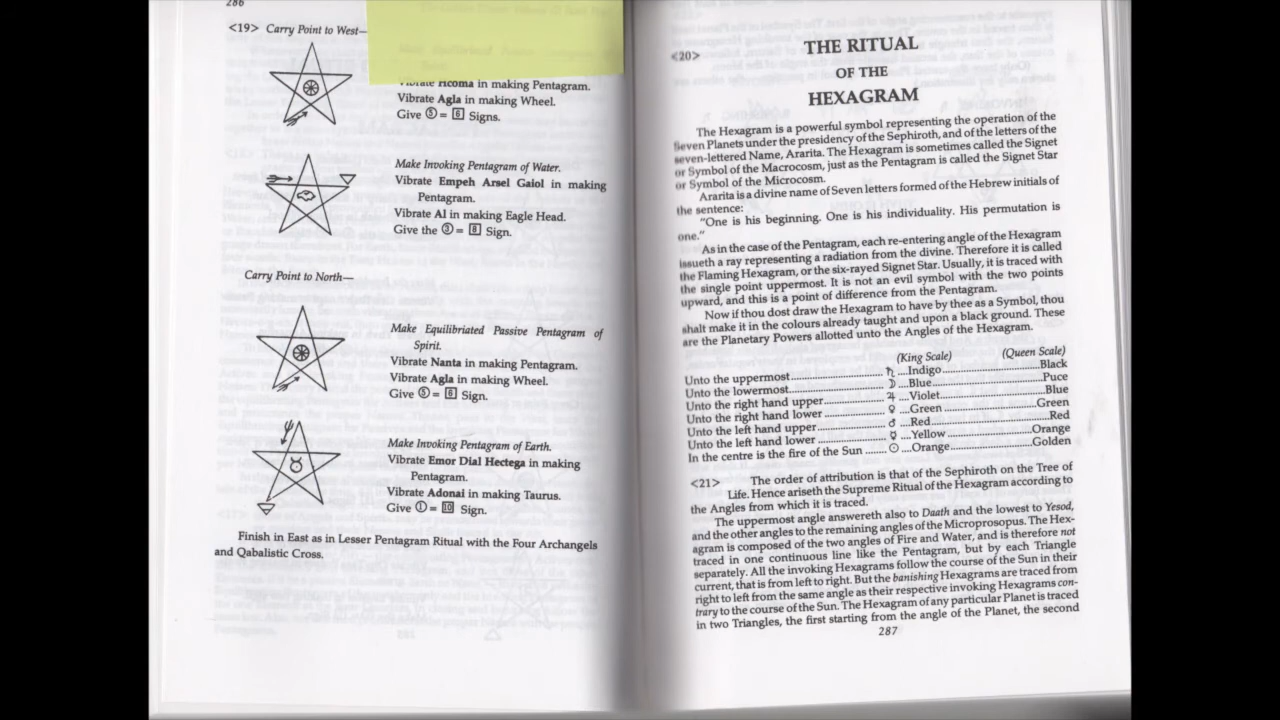 286
<19> Carry Point to West—
Vibrate Hcoma in making Pentagram.
Vibrate Agla in making Wheel.
Give ⑤ = 6 Signs.
Make Invoking Pentagram of Water.
Vibrate Empeh Arsel Gaiol in making
Pentagram.
Vibrate Al in making Eagle Head.
Give the ③ = 8 Sign.
Carry Point to North—
Make Equilibriated Passive Pentagram of
Spirit.
Vibrate Nanta in making Pentagram.
Vibrate Agla in making Wheel.
Give ⑤ = 6 Sign.
Make Invoking Pentagram of Earth.
Vibrate Emor Dial Hectega in making
Pentagram.
Vibrate Adonai in making Taurus.
Give ① = 10 Sign.
Finish in East as in Lesser Pentagram Ritual with the Four Archangels
and Qabalistic Cross.
<20>
THE RITUAL
OF THE
HEXAGRAM
The Hexagram is a powerful symbol representing the operation of the
Seven Planets under the presidency of the Sephiroth, and of the letters of the
seven-lettered Name, Ararita. The Hexagram is sometimes called the Signet
or Symbol of the Macrocosm, just as the Pentagram is called the Signet Star
or Symbol of the Microcosm.
Ararita is a divine name of Seven letters formed of the Hebrew initials of
the sentence:
"One is his beginning. One is his individuality. His permutation is
one."
As in the case of the Pentagram, each re-entering angle of the Hexagram
issueth a ray representing a radiation from the divine. Therefore it is called
the Flaming Hexagram, or the six-rayed Signet Star. Usually, it is traced with
the single point uppermost. It is not an evil symbol with the two points
upward, and this is a point of difference from the Pentagram.
Now if thou dost draw the Hexagram to have by thee as a Symbol, thou
shalt make it in the colours already taught and upon a black ground. These
are the Planetary Powers allotted unto the Angles of the Hexagram.
(King Scale) (Queen Scale)
Unto the uppermost ........ ♄ ....Indigo ........ Black
Unto the lowermost ........ ☽ ....Blue ........ Puce
Unto the right hand upper ........ ♃ ....Violet ........ Blue
Unto the right hand lower ........ ♀ ....Green ........ Green
Unto the left hand upper ........ ♂ ....Red ........ Red
Unto the left hand lower ........ ☿ ....Yellow ........ Orange
In the centre is the fire of the Sun ........ ☉ ....Orange ........ Golden
<21> The order of attribution is that of the Sephiroth on the Tree of
Life. Hence ariseth the Supreme Ritual of the Hexagram according to
the Angles from which it is traced.
The uppermost angle answereth also to Daath and the lowest to Yesod,
and the other angles to the remaining angles of the Microprosopus. The Hex-
agram is composed of the two angles of Fire and Water, and is therefore not
traced in one continuous line like the Pentagram, but by each Triangle
separately. All the invoking Hexagrams follow the course of the Sun in their
current, that is from left to right. But the banishing Hexagrams are traced from
right to left from the same angle as their respective invoking Hexagrams con-
trary to the course of the Sun. The Hexagram of any particular Planet is traced
in two Triangles, the first starting from the angle of the Planet, the second
287